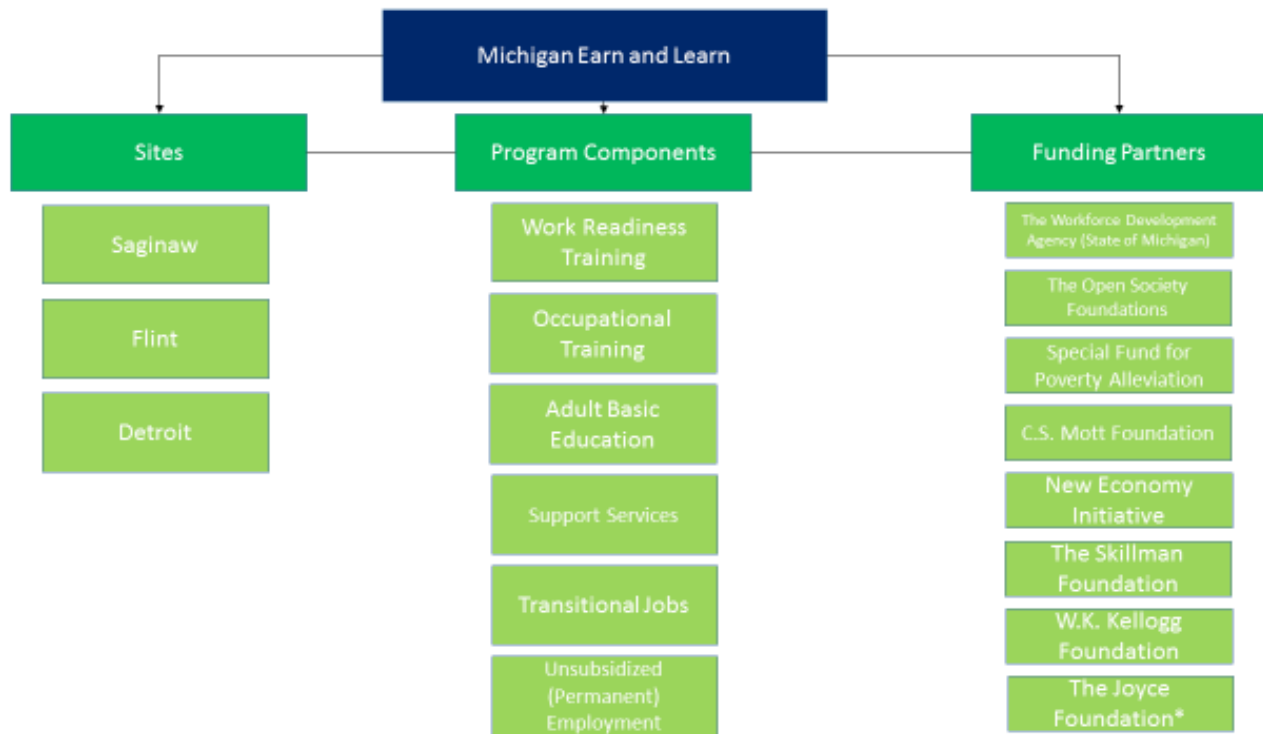 Michigan Earn and Learn
Sites
Program Components
Funding Partners
Saginaw
Flint
Detroit
Work Readiness
Training
Occupational
Training
Adult Basic
Education
Support Services
Transitional Jobs
Unsubsidized
(Permanent)
Employment
The Workforce Development
Agency (State of Michigan)
The Open Society
Foundations
Special Fund for
Poverty Alleviation
C.S. Mott Foundation
New Economy
Initiative
The Skillman
Foundation
W.K. Kellogg
Foundation
The Joyce
Foundation*